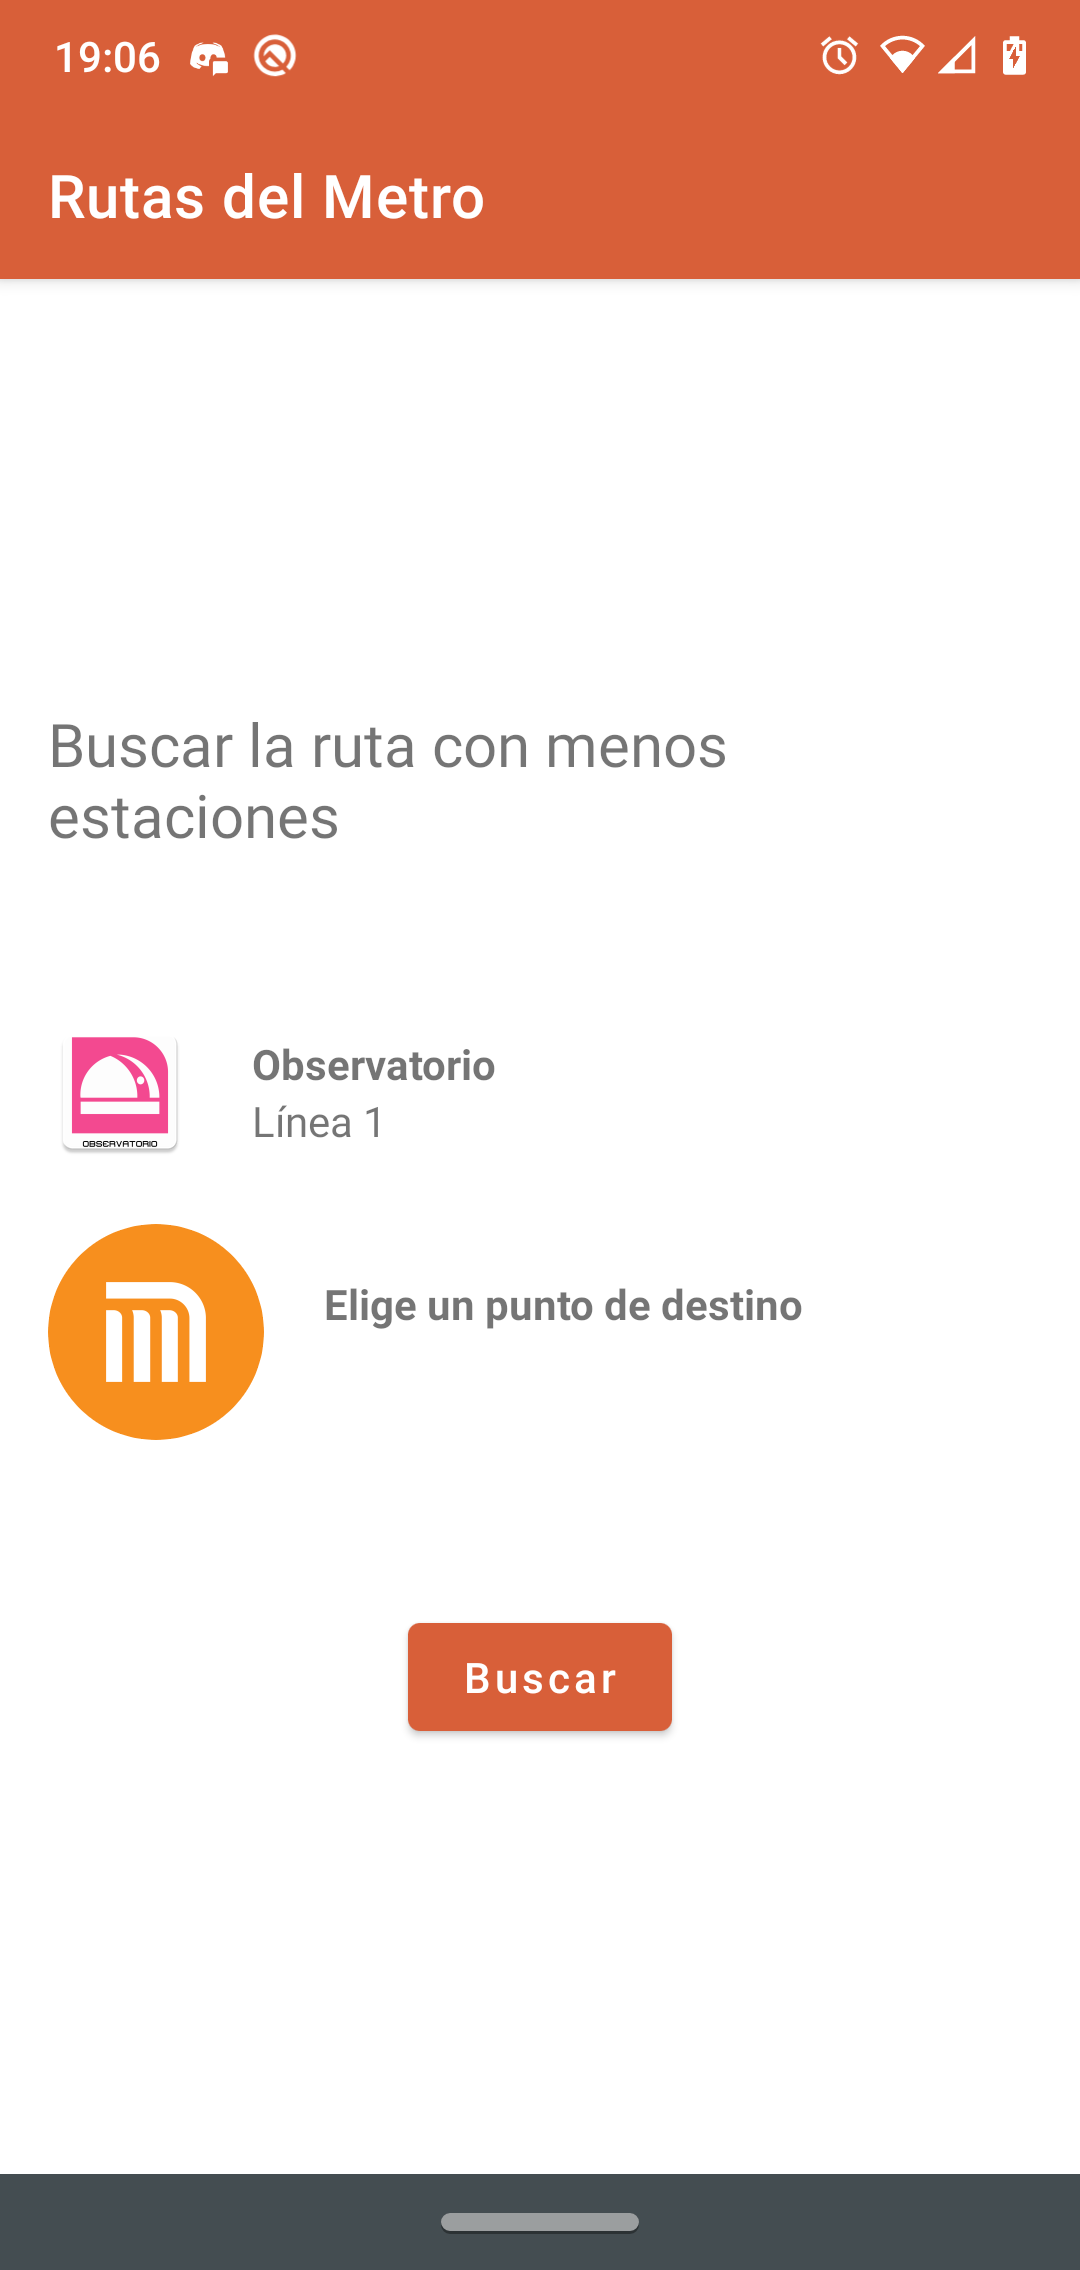 19:06
Rutas del Metro
Buscar la ruta con menos
estaciones
OBSERVATORIO
Observatorio
Línea 1
Elige un punto de destino
Buscar